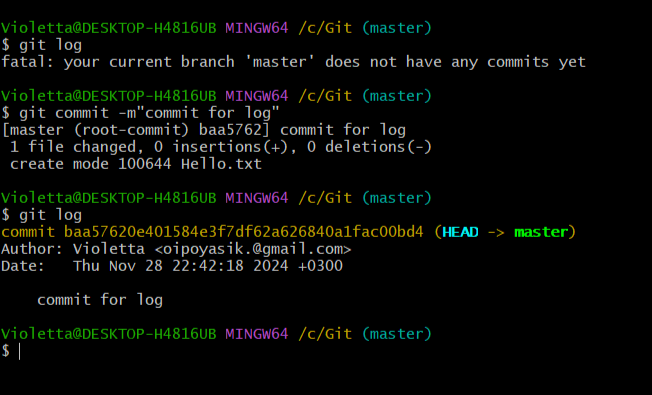 Violetta@DESKTOP-H4816UB MINGW64 /c/Git (master)
$ git log
fatal: your current branch 'master' does not have any commits yet
Violetta@DESKTOP-H4816UB MINGW64 /c/Git (master)
$ git commit -m"commit for log"
[master (root-commit) baa5762] commit for log
 1 file changed, 0 insertions(+), 0 deletions(-)
 create mode 100644 Hello.txt
Violetta@DESKTOP-H4816UB MINGW64 /c/Git (master)
$ git log
commit baa57620e401584e3f7df62a626840a1fac00bd4 (HEAD -> master)
Author: Violetta <oipoyasik.@gmail.com>
Date:   Thu Nov 28 22:42:18 2024 +0300
    commit for log
Violetta@DESKTOP-H4816UB MINGW64 /c/Git (master)
$